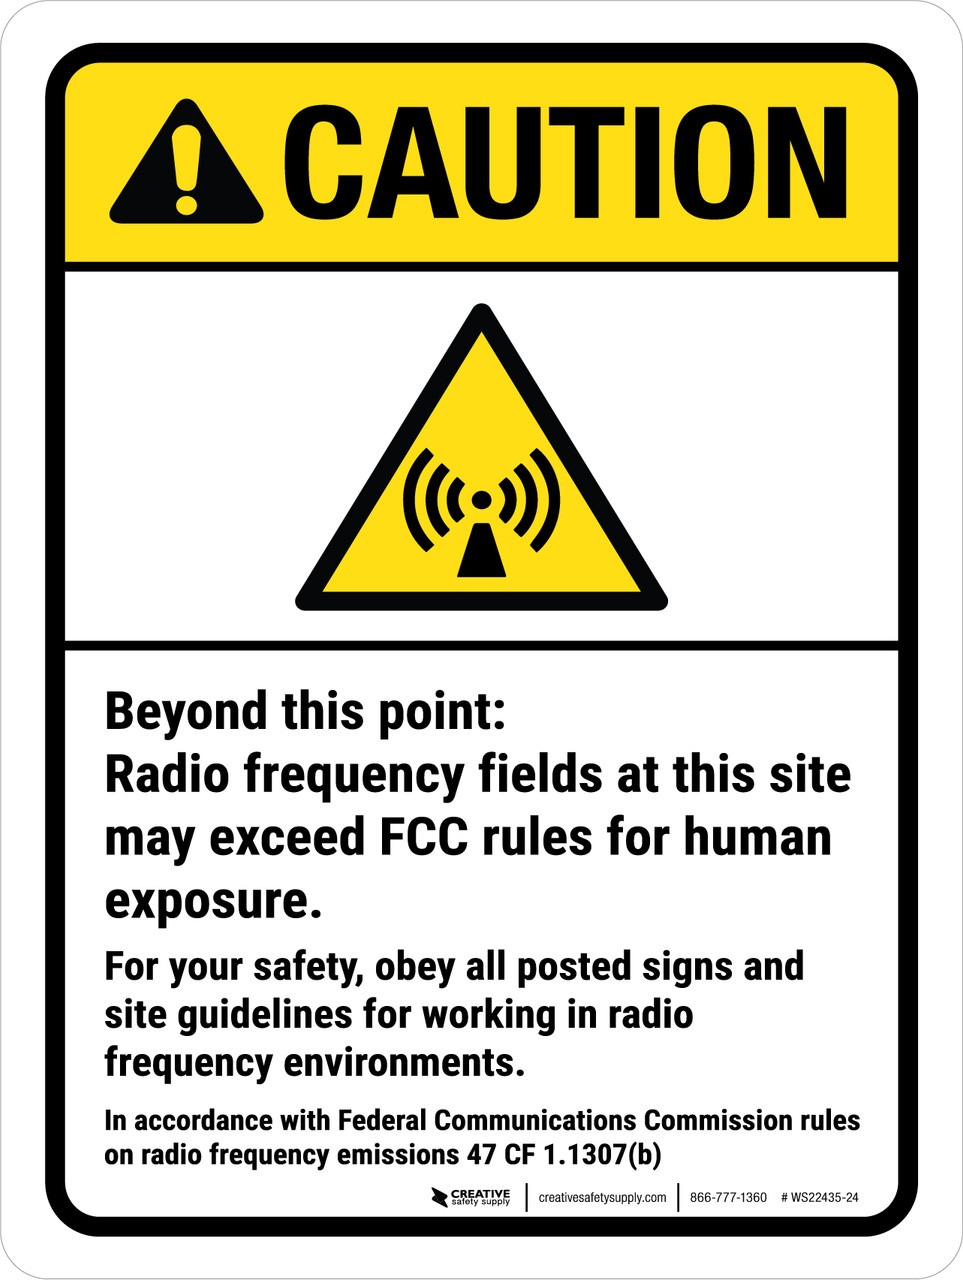 CAUTION
Beyond this point:
Radio frequency fields at this site
may exceed FCC rules for human
exposure.
For your safety, obey all posted signs and
site guidelines for working in radio
frequency environments.
In accordance with Federal Communications Commission rules
on radio frequency emissions 47 CF 1.1307(b)
CREATIVE
safety supply
creativesafetysupply.com
866-777-1360 # WS22435-24